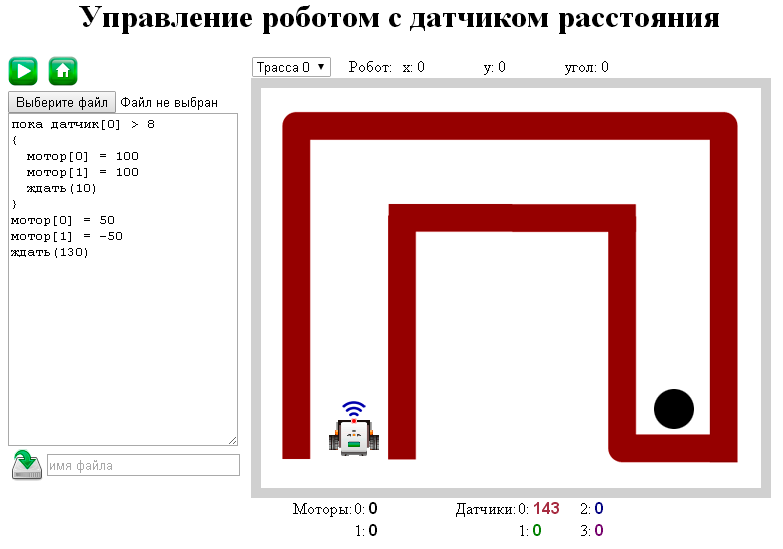 Управление роботом с датчиком расстояния
Трасса 0 Робот: x: 0 y: 0 угол: 0
Выберите файл Файл не выбран
пока датчик[0] > 8
{
мотор[0] = 100
мотор[1] = 100
ждать(10)
}
мотор[0] = 50
мотор[1] = -50
ждать(130)
имя файла
Моторы: 0: 0 Датчики: 0: 143 2: 0
1: 0 1: 0 3: 0